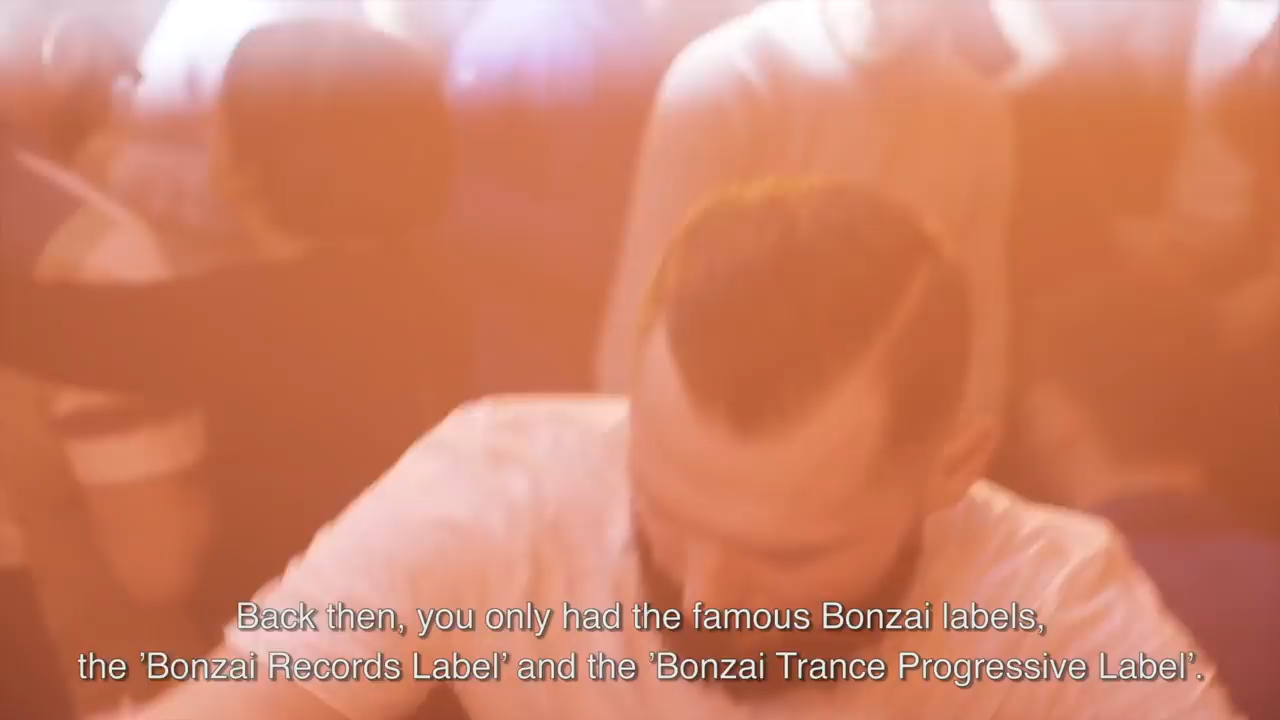 Back then, you only had the famous Bonzai labels,
the ’Bonzai Records Label’ and the ’Bonzai Trance Progressive Label’.